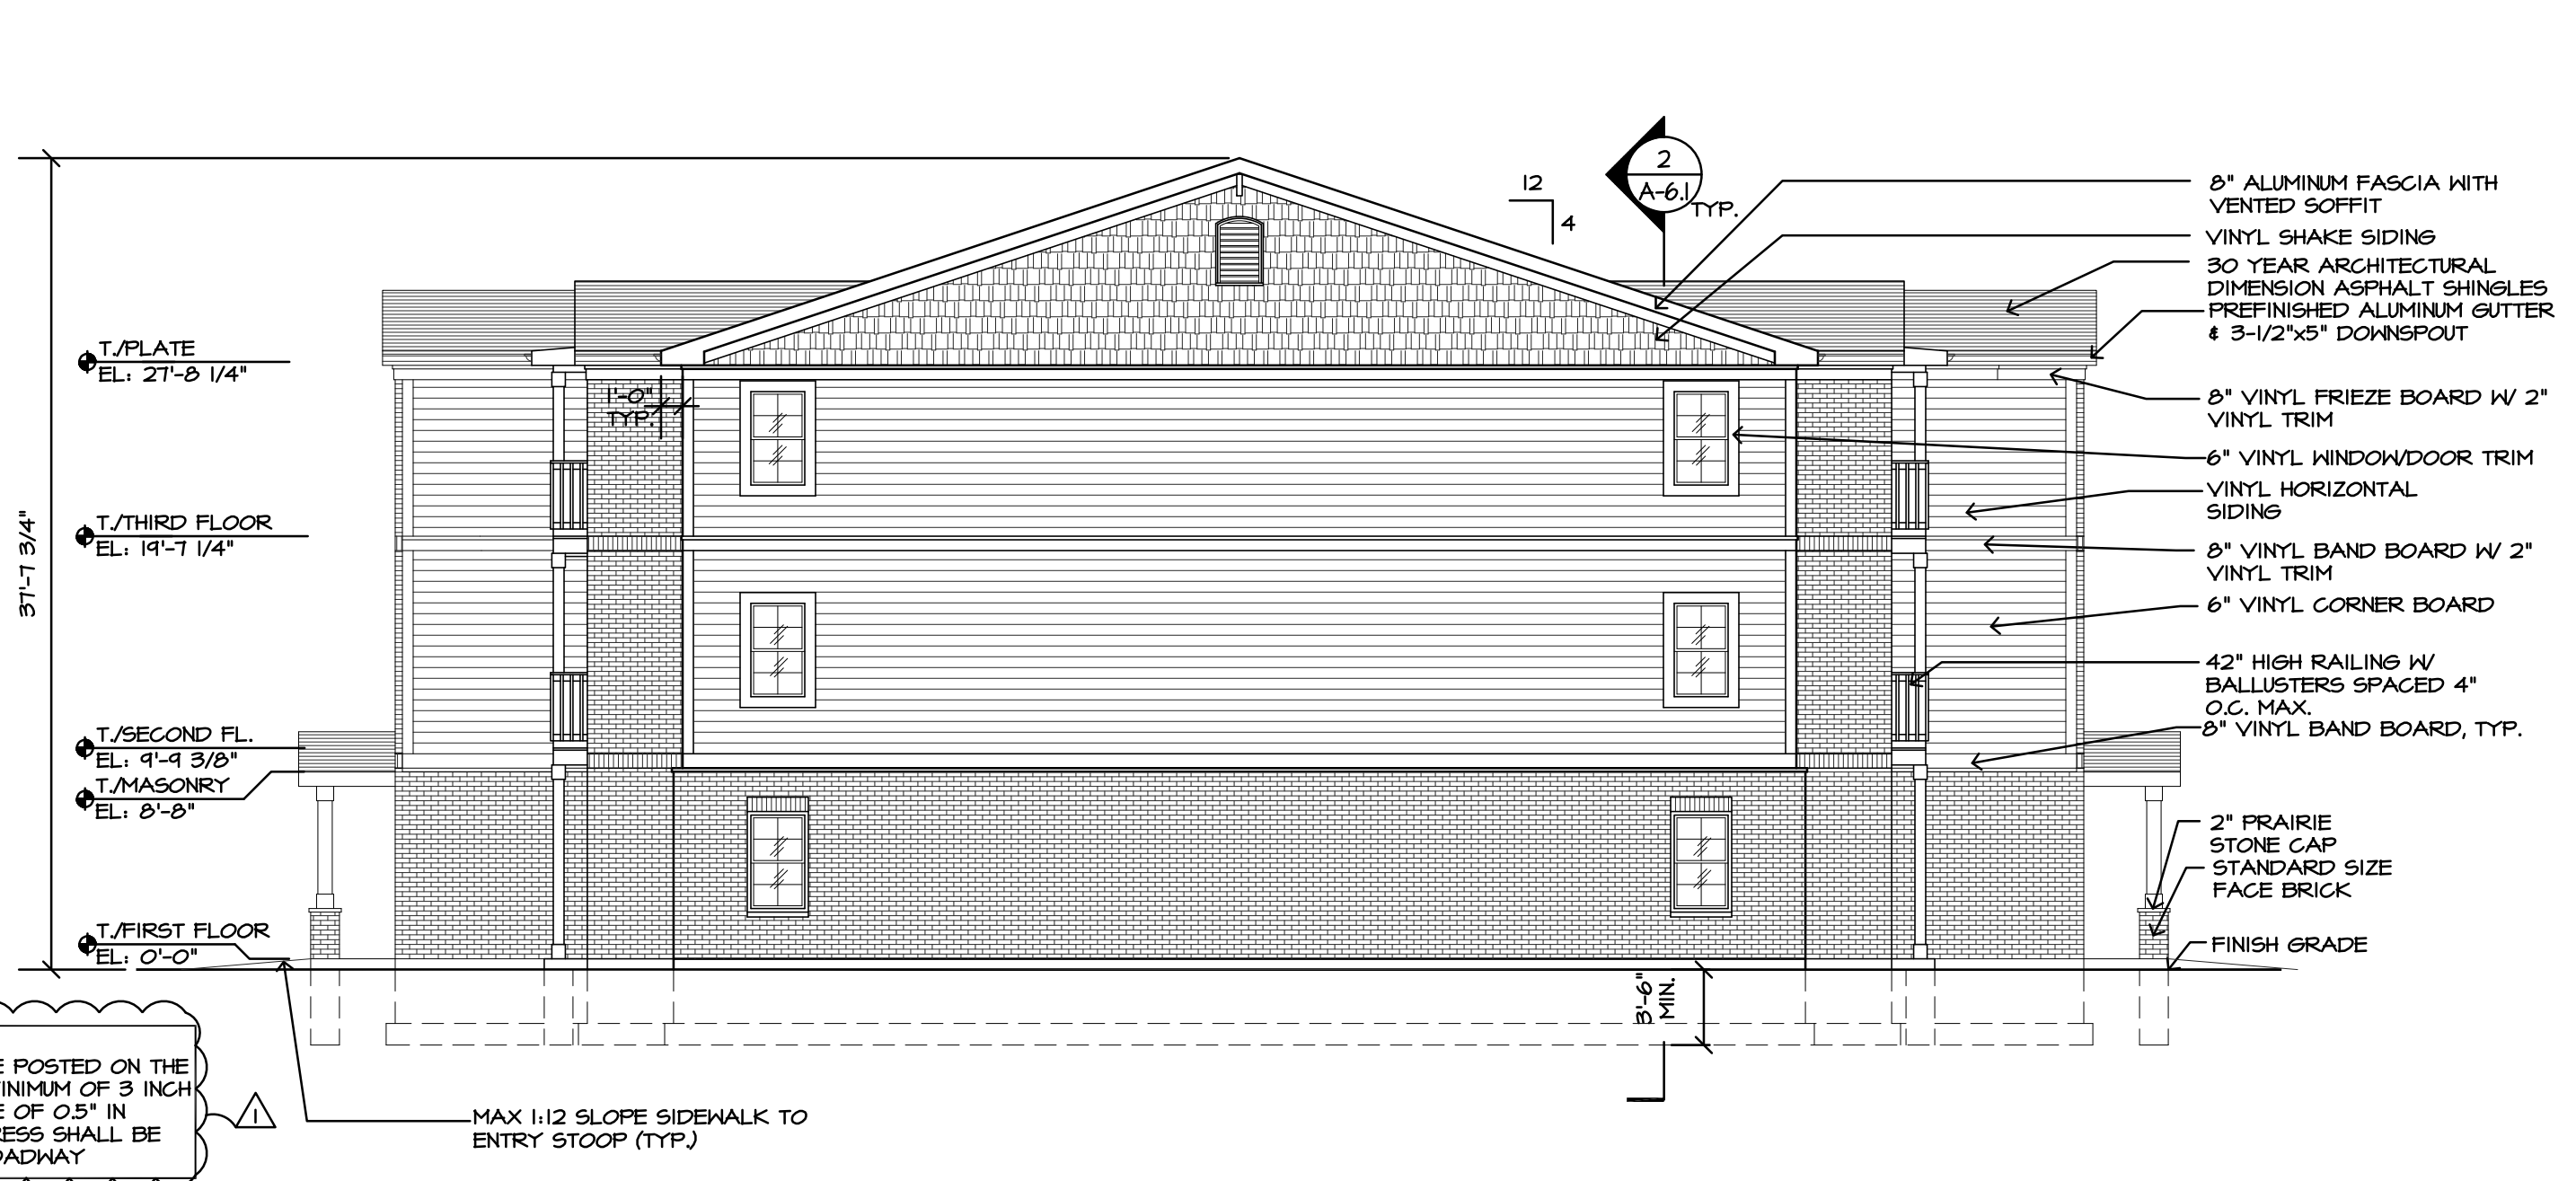 2
A-6.1
TYP.
12
4
37'-7 3/4"
T./PLATE
EL: 27'-8 1/4"
1'-0"
TYP.
T./THIRD FLOOR
EL: 19'-7 1/4"
T./SECOND FL.
EL: 9'-9 3/8"
T./MASONRY
EL: 8'-8"
T./FIRST FLOOR
EL: 0'-0"
8" ALUMINUM FASCIA WITH
VENTED SOFFIT
VINYL SHAKE SIDING
30 YEAR ARCHITECTURAL
DIMENSION ASPHALT SHINGLES
PREFINISHED ALUMINUM GUTTER
& 3-1/2"x5" DOWNSPOUT
8" VINYL FRIEZE BOARD W/ 2"
VINYL TRIM
6" VINYL WINDOW/DOOR TRIM
VINYL HORIZONTAL
SIDING
8" VINYL BAND BOARD W/ 2"
VINYL TRIM
6" VINYL CORNER BOARD
42" HIGH RAILING W/
BALLUSTERS SPACED 4"
O.C. MAX.
8" VINYL BAND BOARD, TYP.
2" PRAIRIE
STONE CAP
STANDARD SIZE
FACE BRICK
FINISH GRADE
3'-6"
MIN.
POSTED ON THE
MINIMUM OF 3 INCH
OF 0.5" IN
SHALL BE
1
MAX 1:12 SLOPE SIDEWALK TO
ENTRY STOOP (TYP.)